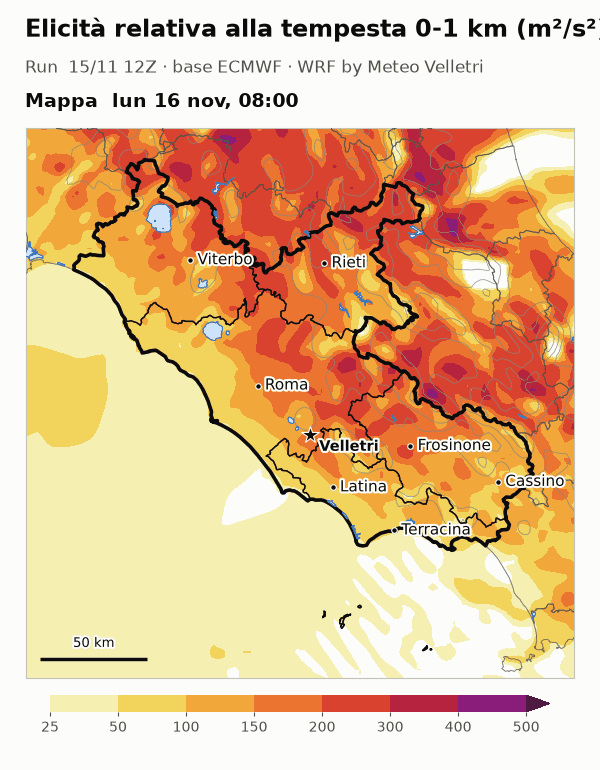 Elicità relativa alla tempesta 0-1 km (m²/s²)
Run 15/11 12Z · base ECMWF · WRF by Meteo Velletri
Mappa lun 16 nov, 08:00
Viterbo
Rieti
Roma
Velletri
Frosinone
Latina
Cassino
Terracina
50 km
25 50 100 150 200 300 400 500